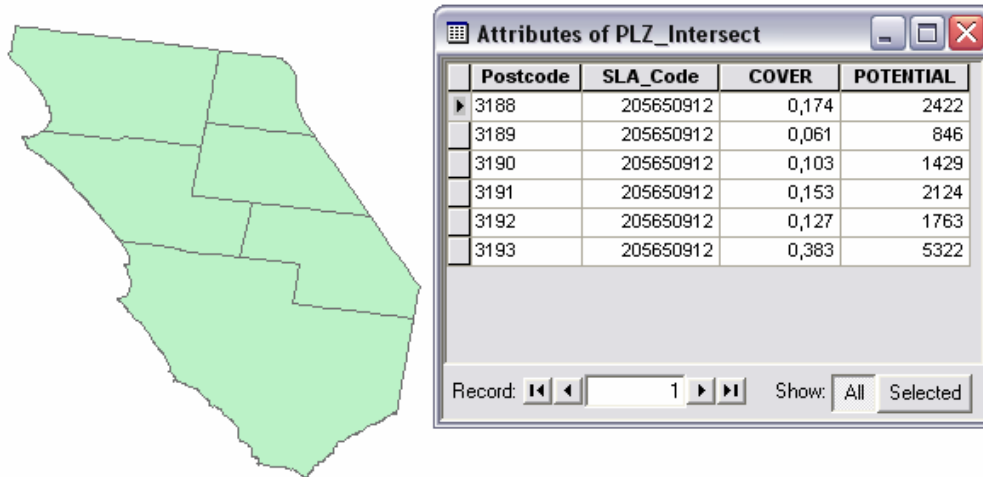 Attributes of PLZ_Intersect
Postcode SLA_Code COVER POTENTIAL
3188 205650912 0,174 2422
3189 205650912 0,061 846
3190 205650912 0,103 1429
3191 205650912 0,153 2124
3192 205650912 0,127 1763
3193 205650912 0,383 5322
Record: 1 Show: All Selected